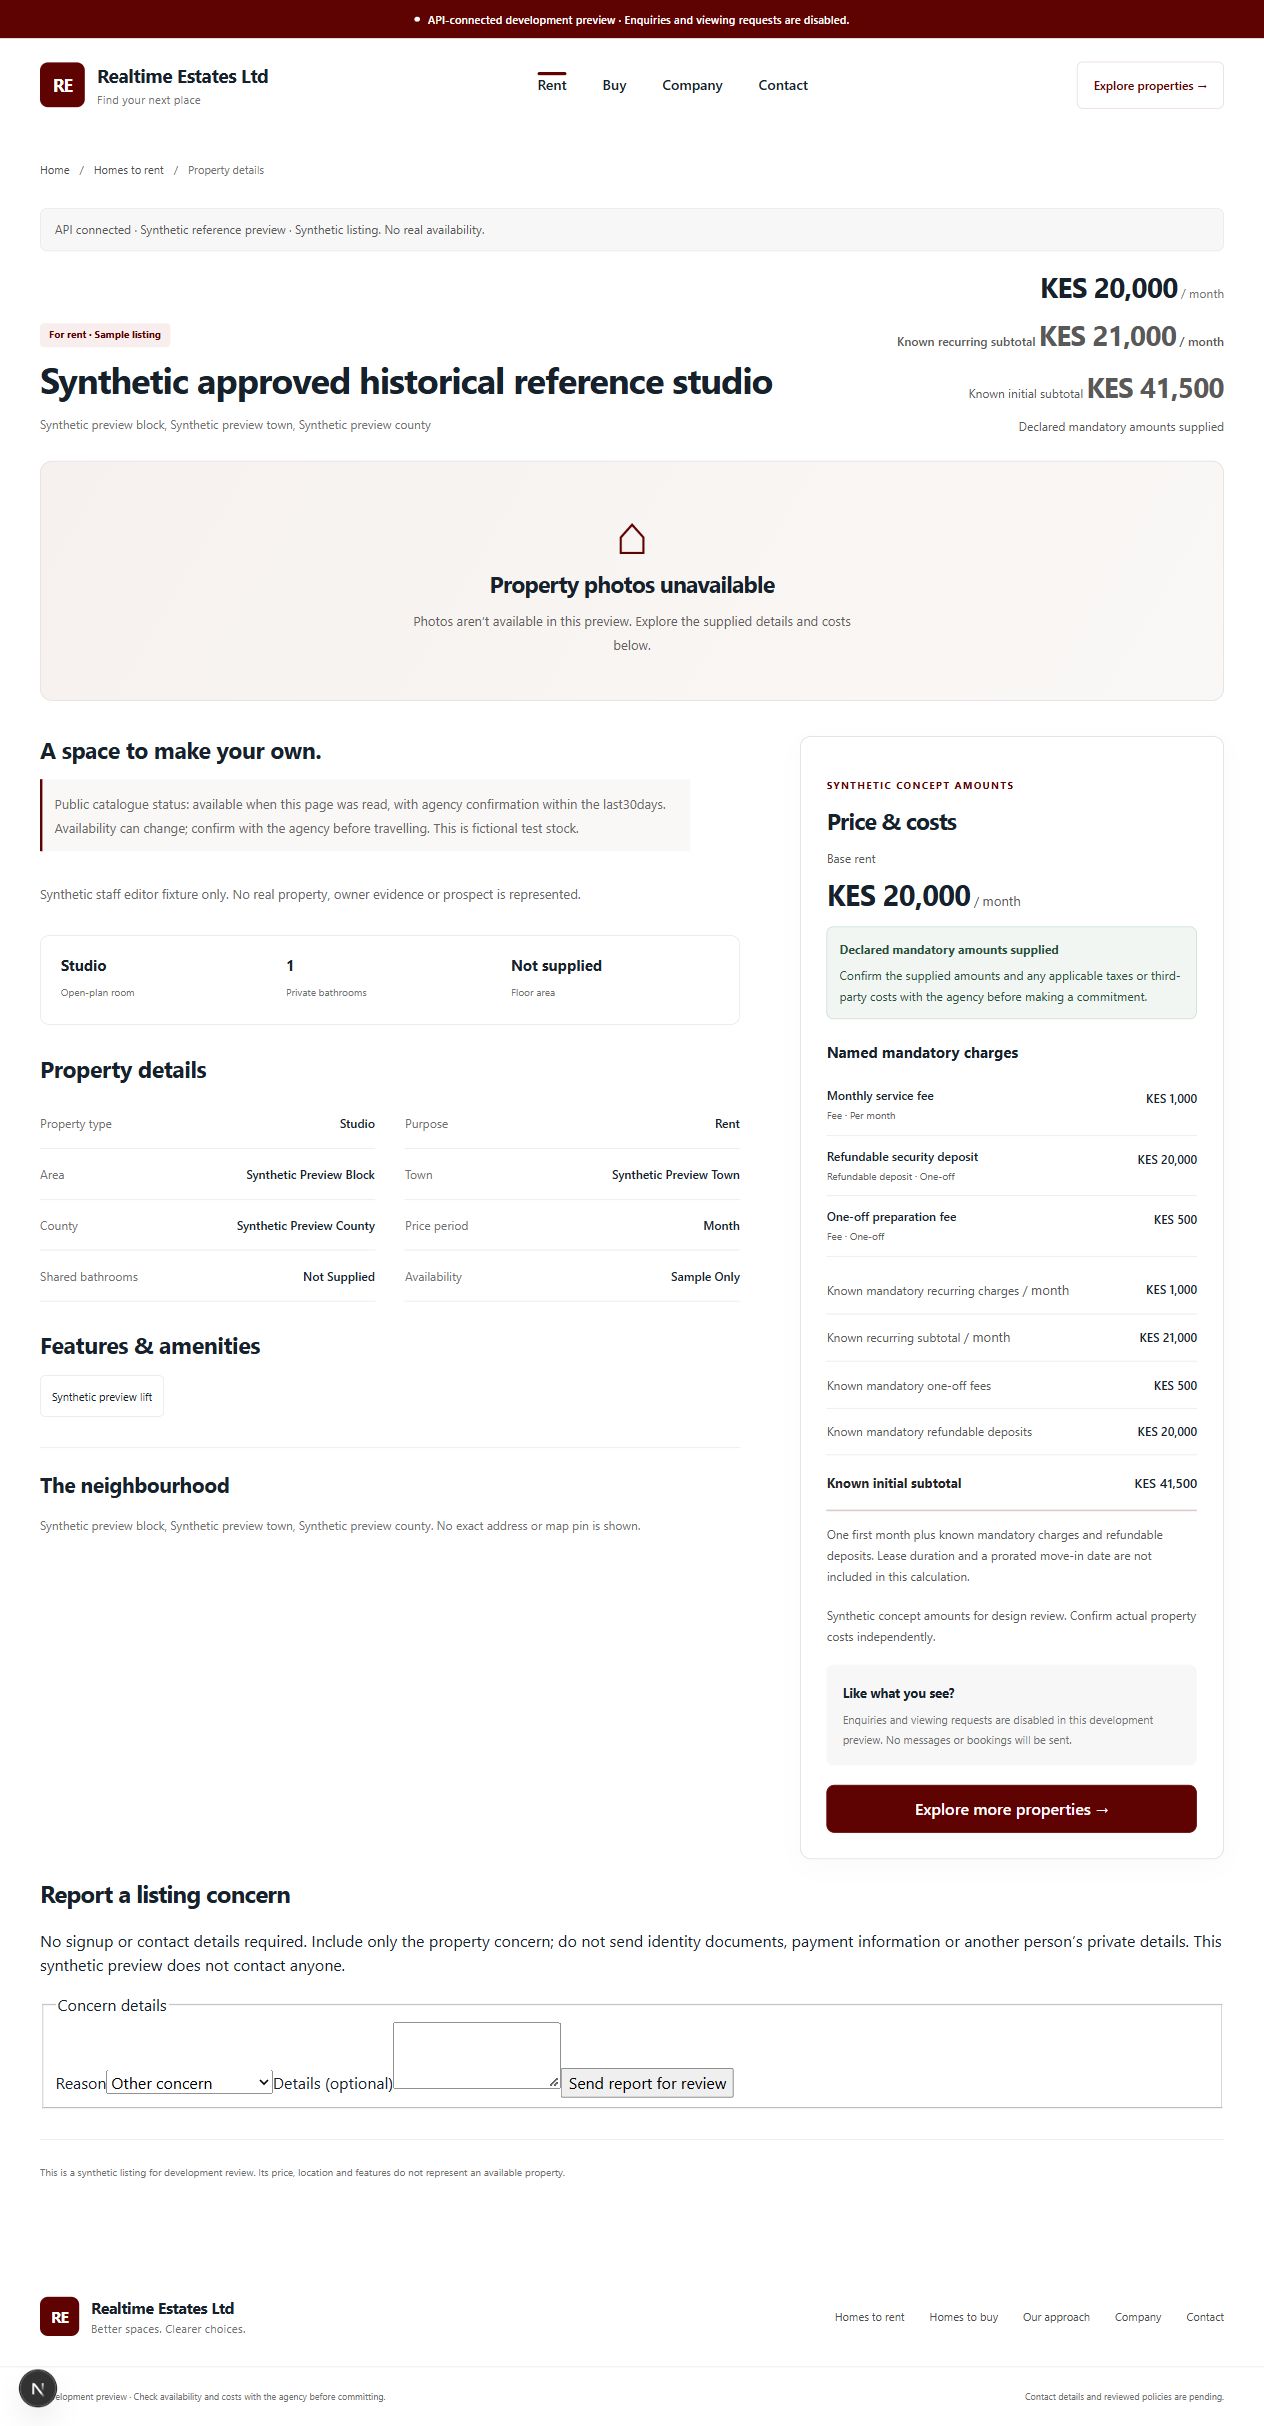 API-connected development preview · Enquiries and viewing requests are disabled.
RE
Realtime Estates Ltd
Find your next place
Rent
Buy
Company
Contact
Explore properties →
Home / Homes to rent / Property details
API connected · Synthetic reference preview · Synthetic listing. No real availability.
KES 20,000 / month
For rent · Sample listing
Known recurring subtotal KES 21,000 / month
Synthetic approved historical reference studio
Known initial subtotal KES 41,500
Synthetic preview block, Synthetic preview town, Synthetic preview county
Declared mandatory amounts supplied
Property photos unavailable
Photos aren’t available in this preview. Explore the supplied details and costs
below.
A space to make your own.
Public catalogue status: available when this page was read, with agency confirmation within the last30days.
Availability can change; confirm with the agency before travelling. This is fictional test stock.
Synthetic staff editor fixture only. No real property, owner evidence or prospect is represented.
Studio
Open-plan room
1
Private bathrooms
Not supplied
Floor area
Property details
Property type Studio
Purpose Rent
Area Synthetic Preview Block
Town Synthetic Preview Town
County Synthetic Preview County
Price period Month
Shared bathrooms Not Supplied
Availability Sample Only
Features & amenities
Synthetic preview lift
The neighbourhood
Synthetic preview block, Synthetic preview town, Synthetic preview county. No exact address or map pin is shown.
SYNTHETIC CONCEPT AMOUNTS
Price & costs
Base rent
KES 20,000 / month
Declared mandatory amounts supplied
Confirm the supplied amounts and any applicable taxes or third-
party costs with the agency before making a commitment.
Named mandatory charges
Monthly service fee KES 1,000
Fee · Per month
Refundable security deposit KES 20,000
Refundable deposit · One-off
One-off preparation fee KES 500
Fee · One-off
Known mandatory recurring charges / month KES 1,000
Known recurring subtotal / month KES 21,000
Known mandatory one-off fees KES 500
Known mandatory refundable deposits KES 20,000
Known initial subtotal KES 41,500
One first month plus known mandatory charges and refundable
deposits. Lease duration and a prorated move-in date are not
included in this calculation.
Synthetic concept amounts for design review. Confirm actual property
costs independently.
Like what you see?
Enquiries and viewing requests are disabled in this development
preview. No messages or bookings will be sent.
Explore more properties →
Report a listing concern
No signup or contact details required. Include only the property concern; do not send identity documents, payment information or another person’s private details. This
synthetic preview does not contact anyone.
Concern details
Reason Other concern Details (optional) Send report for review
This is a synthetic listing for development review. Its price, location and features do not represent an available property.
RE
Realtime Estates Ltd
Better spaces. Clearer choices.
Homes to rent
Homes to buy
Our approach
Company
Contact
N
elopment preview · Check availability and costs with the agency before committing.
Contact details and reviewed policies are pending.